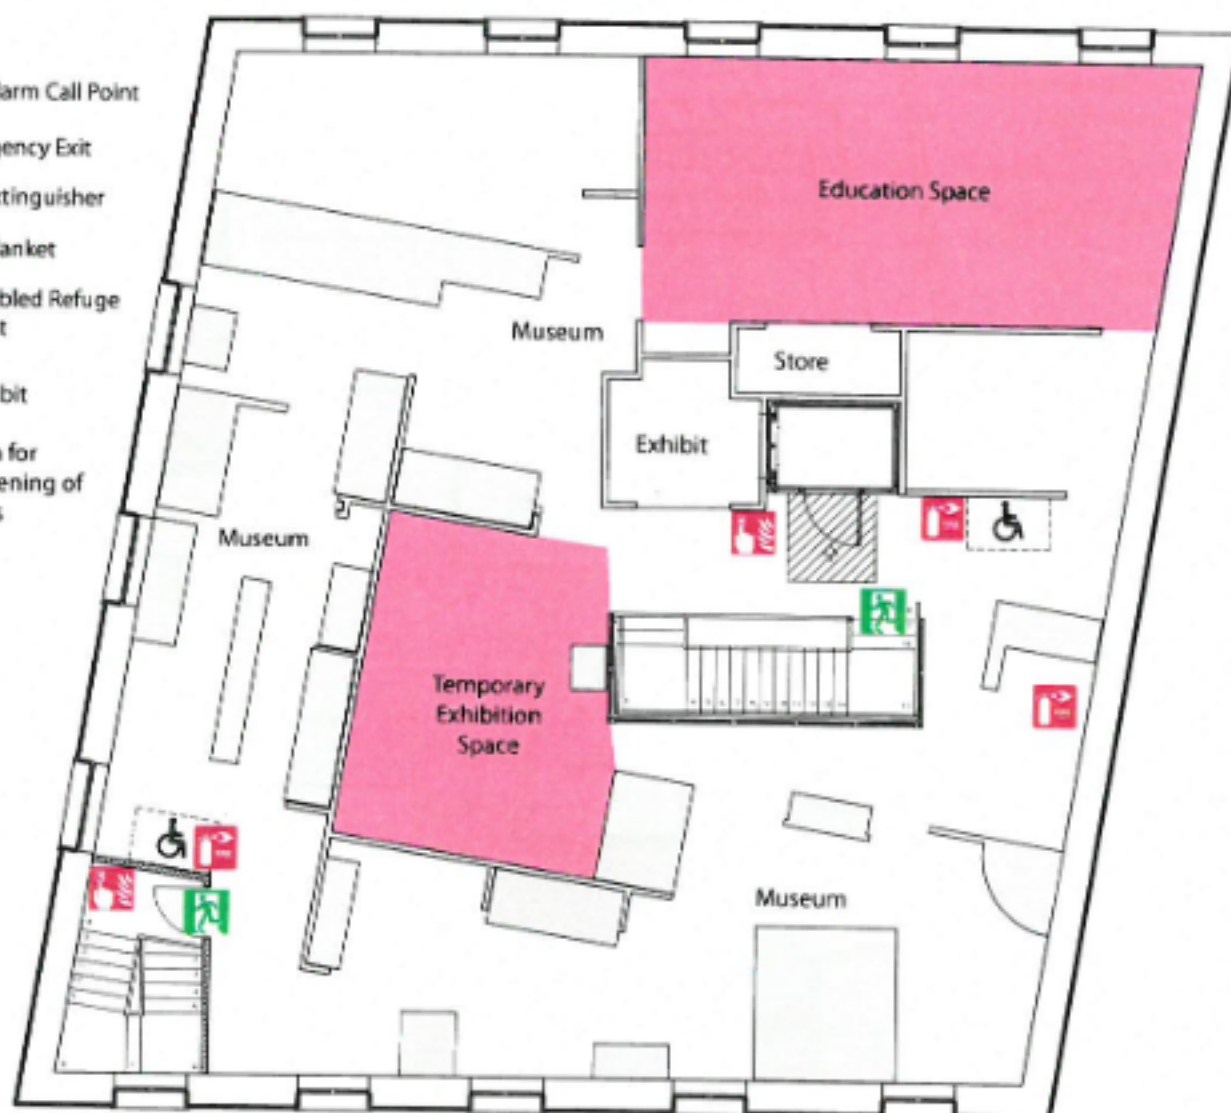 larm Call Point
gency Exit
tinguisher
lanket
bled Refuge
t
bit
n for
ening of
s
Education Space
Museum
Store
Exhibit
Museum
Temporary
Exhibition
Space
Museum